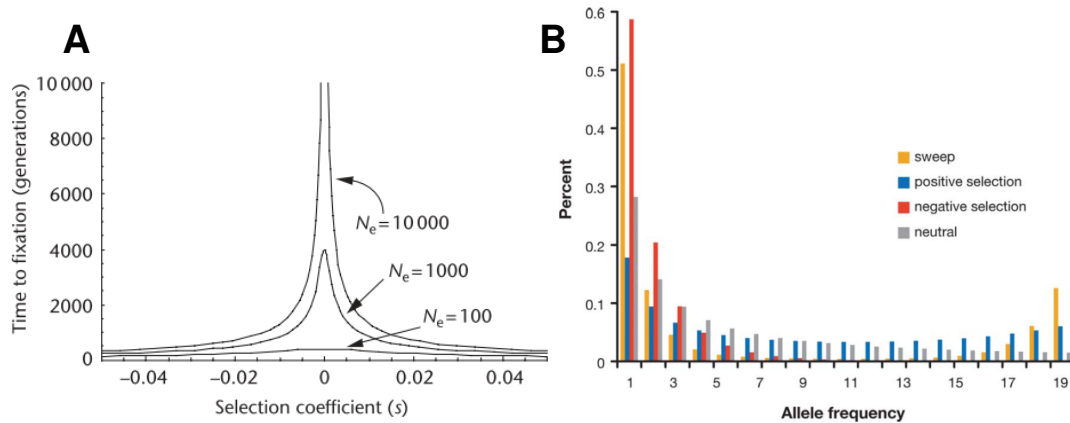 A
10 000
8000
6000
4000
2000
0
Time to fixation (generations)
Ne = 10 000
Ne = 1000
Ne = 100
−0.04
−0.02
0
0.02
0.04
Selection coefficient (s)
B
0.6
0.5
0.4
0.3
0.2
0.1
0
Percent
sweep
positive selection
negative selection
neutral
1
3
5
7
9
11
13
15
17
19
Allele frequency